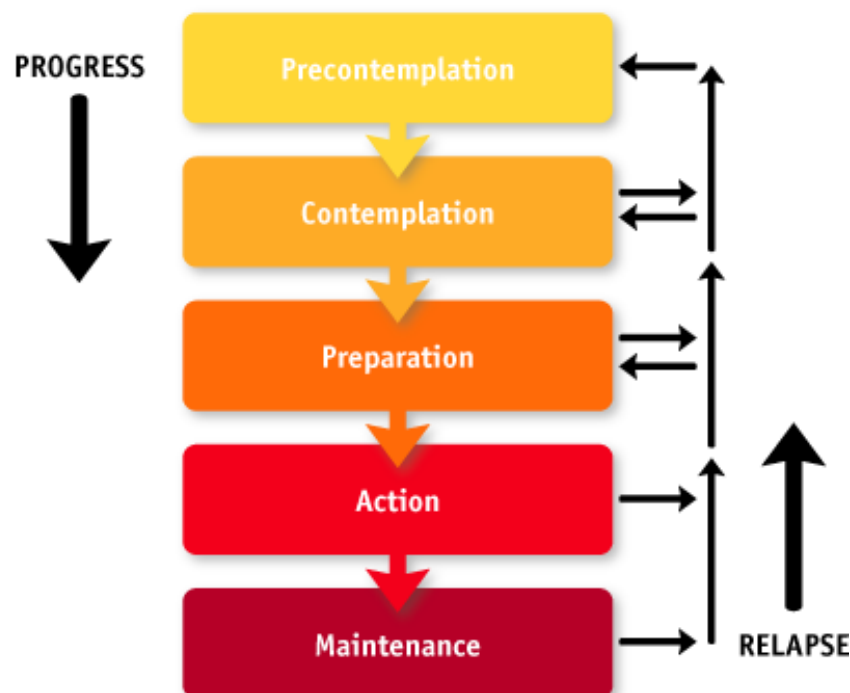 PROGRESS
Precontemplation
Contemplation
Preparation
Action
Maintenance
RELAPSE